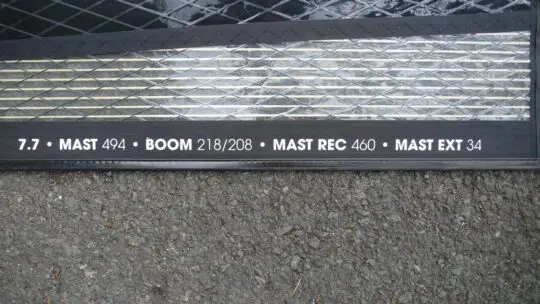 7.7 • MAST 494 • BOOM 218/208 • MAST REC 460 • MAST EXT 34